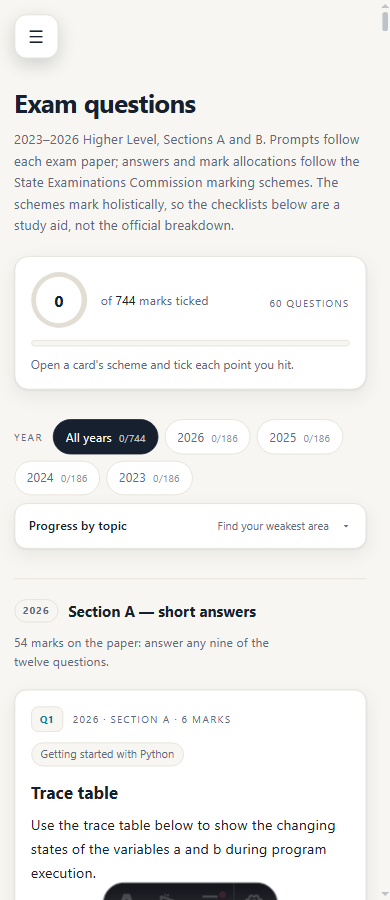 ☰
Exam questions
2023–2026 Higher Level, Sections A and B. Prompts follow
each exam paper; answers and mark allocations follow the
State Examinations Commission marking schemes. The
schemes mark holistically, so the checklists below are a
study aid, not the official breakdown.
0 of 744 marks ticked 60 QUESTIONS
Open a card's scheme and tick each point you hit.
YEAR All years 0/744 2026 0/186 2025 0/186
2024 0/186 2023 0/186
Progress by topic Find your weakest area
2026 Section A — short answers
54 marks on the paper: answer any nine of the
twelve questions.
Q1 2026 · SECTION A · 6 MARKS
Getting started with Python
Trace table
Use the trace table below to show the changing
states of the variables a and b during program
execution.